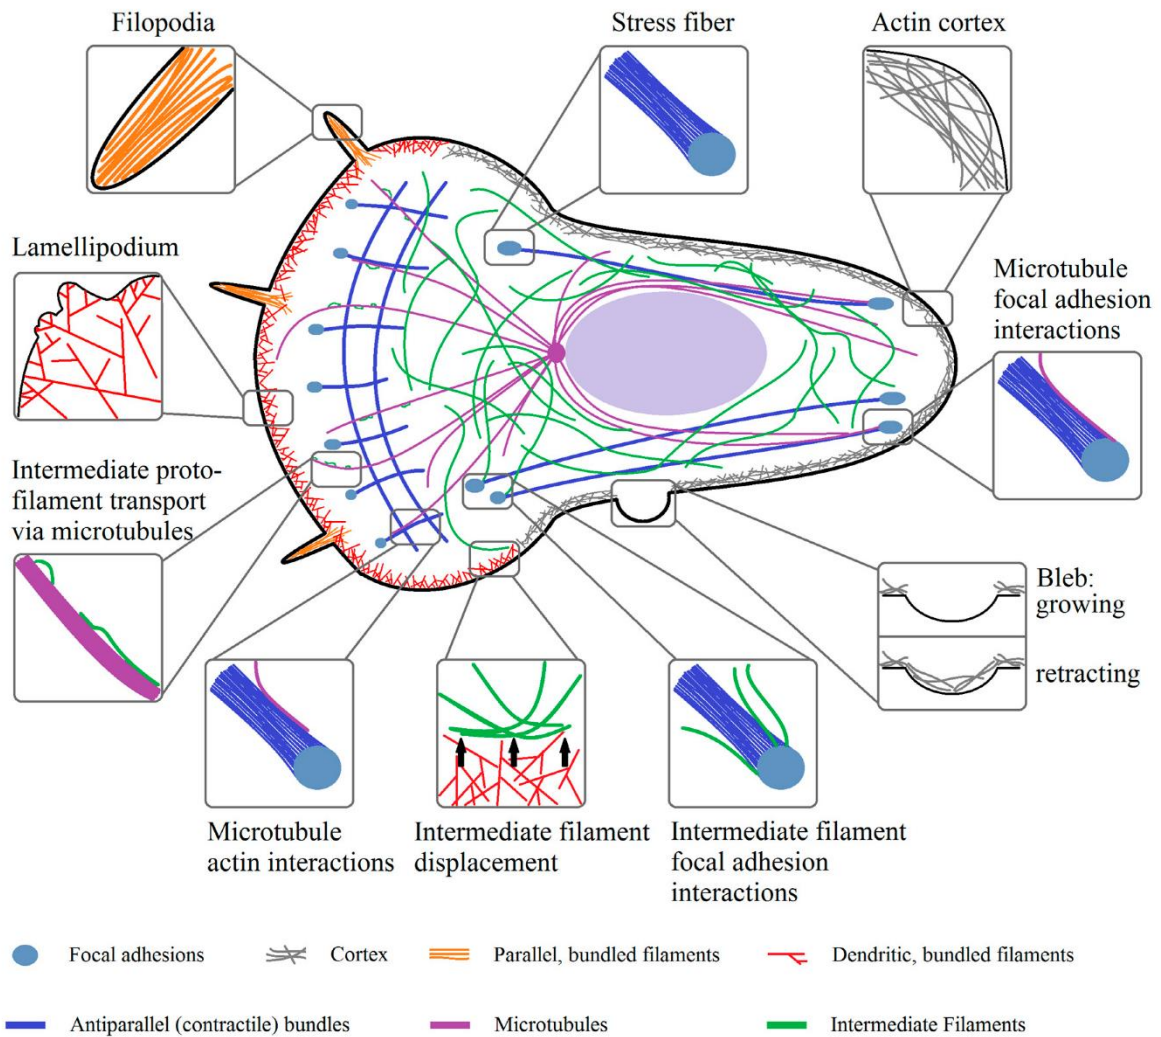 Filopodia
Stress fiber
Actin cortex
Lamellipodium
Microtubule
focal adhesion
interactions
Intermediate proto-
filament transport
via microtubules
Bleb:
growing
retracting
Microtubule
actin interactions
Intermediate filament
displacement
Intermediate filament
focal adhesion
interactions
Focal adhesions
Cortex
Parallel, bundled filaments
Dendritic, bundled filaments
Antiparallel (contractile) bundles
Microtubules
Intermediate Filaments